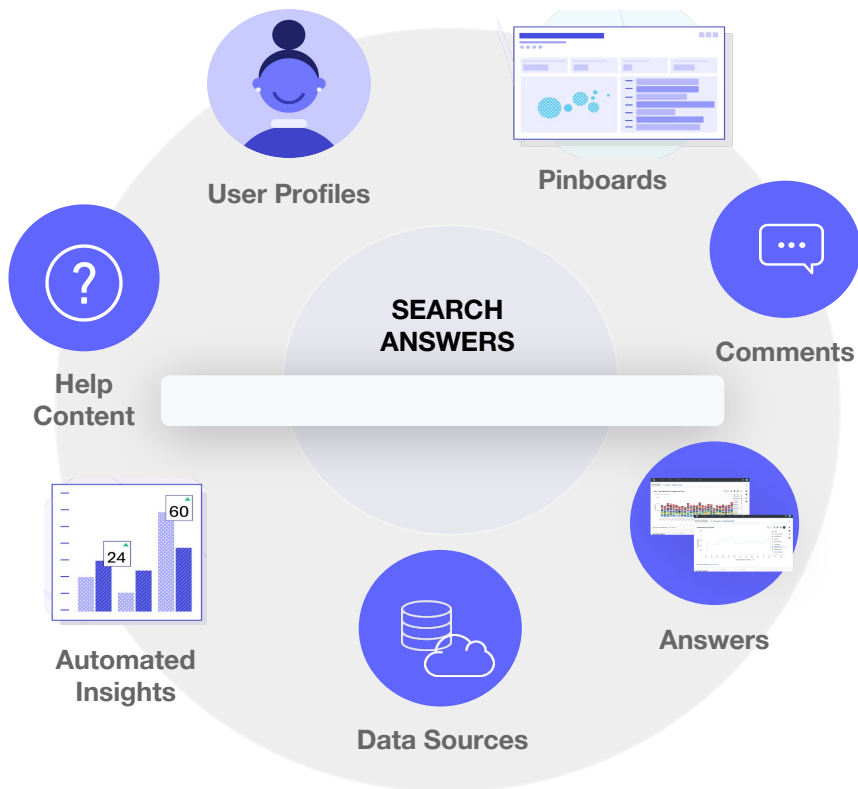 User Profiles
Pinboards
SEARCH
ANSWERS
Comments
?
Help
Content
60
24
Answers
Automated
Insights
Data Sources